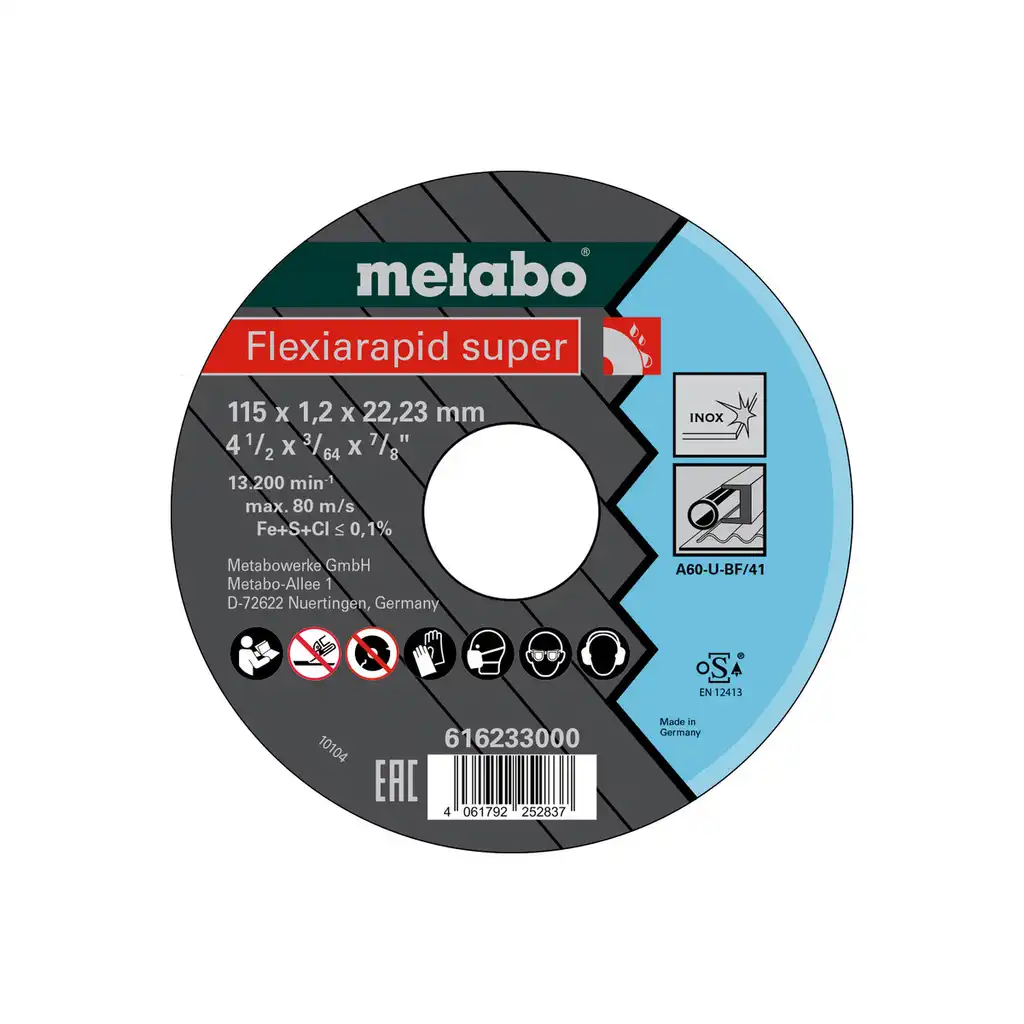 metabo®
Flexiarapid super
115 x 1,2 x 22,23 mm
4 1/2 x 3/64 x 7/8"
13.200 min⁻¹
max. 80 m/s
Fe+S+Cl ≤ 0,1%
Metabowerke GmbH
Metabo-Allee 1
D-72622 Nuertingen, Germany
INOX
A60-U-BF/41
oS®
EN 12413
Made in
Germany
10104
616233000
EAC
4 061792 252837